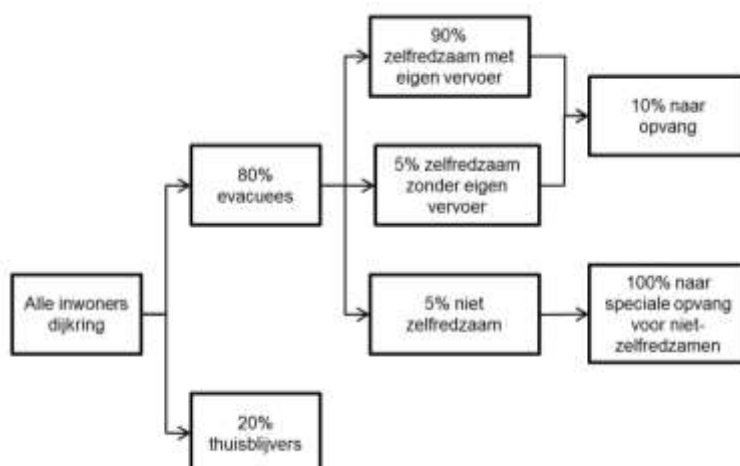 90%
zelfredzaam met
eigen vervoer
10% naar
opvang
80%
evacuees
5% zelfredzaam
zonder eigen
vervoer
Alle inwoners
dijkring
5% niet
zelfredzaam
100% naar
speciale opvang
voor niet-
zelfredzamen
20%
thuisblijvers